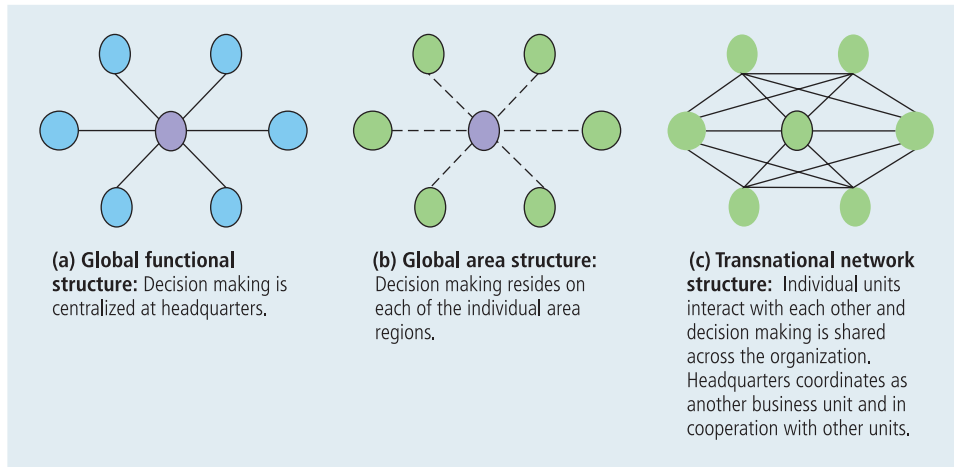 (a) Global functional
structure: Decision making is
centralized at headquarters.
(b) Global area structure:
Decision making resides on
each of the individual area
regions.
(c) Transnational network
structure: Individual units
interact with each other and
decision making is shared
across the organization.
Headquarters coordinates as
another business unit and in
cooperation with other units.